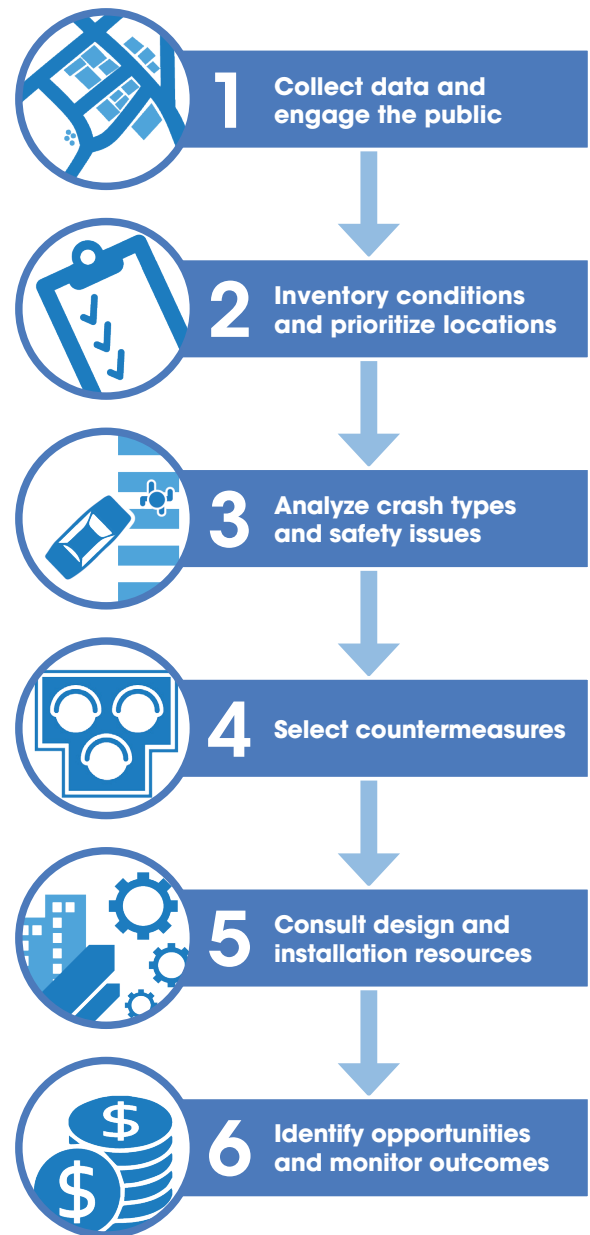 1
Collect data and
engage the public
2
Inventory conditions
and prioritize locations
3
Analyze crash types
and safety issues
4
Select countermeasures
5
Consult design and
installation resources
$
$
6
Identify opportunities
and monitor outcomes